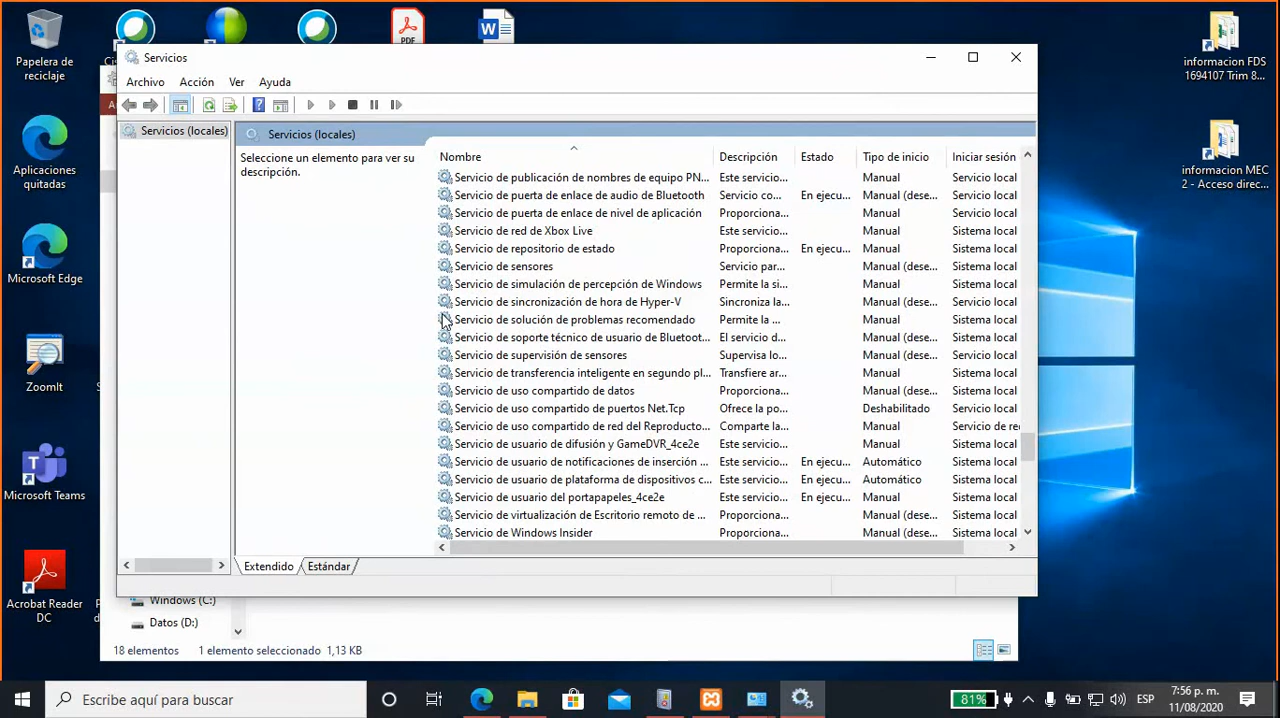 Papelera de
reciclaje
Aplicaciones
quitadas
Microsoft Edge
ZoomIt
Microsoft Teams
Acrobat Reader
DC
PDF
W
informacion FDS
1694107 Trim 8...
informacion MEC
2 - Acceso direc...
Servicios
Archivo Acción Ver Ayuda
Servicios (locales)
Servicios (locales)
Seleccione un elemento para ver su
descripción.
Nombre Descripción Estado Tipo de inicio Iniciar sesión
Servicio de publicación de nombres de equipo PN... Este servicio... Manual Servicio local
Servicio de puerta de enlace de audio de Bluetooth Servicio co... En ejecu... Manual (dese... Servicio local
Servicio de puerta de enlace de nivel de aplicación Proporciona... Manual Servicio local
Servicio de red de Xbox Live Este servicio... Manual Sistema local
Servicio de repositorio de estado Proporciona... En ejecu... Manual Sistema local
Servicio de sensores Servicio par... Manual (dese... Sistema local
Servicio de simulación de percepción de Windows Permite la si... Manual Sistema local
Servicio de sincronización de hora de Hyper-V Sincroniza la... Manual (dese... Servicio local
Servicio de solución de problemas recomendado Permite la ... Manual Sistema local
Servicio de soporte técnico de usuario de Bluetoot... El servicio d... Manual (dese... Sistema local
Servicio de supervisión de sensores Supervisa lo... Manual (dese... Sistema local
Servicio de transferencia inteligente en segundo pl... Transfiere ar... Manual Sistema local
Servicio de uso compartido de datos Proporciona... Manual (dese... Sistema local
Servicio de uso compartido de puertos Net.Tcp Ofrece la po... Deshabilitado Servicio local
Servicio de uso compartido de red del Reproducto... Comparte la... Manual Servicio de re
Servicio de usuario de difusión y GameDVR_4ce2e Este servicio... Manual Sistema local
Servicio de usuario de notificaciones de inserción ... Este servicio... En ejecu... Automático Sistema local
Servicio de usuario de plataforma de dispositivos c... Este servicio... En ejecu... Automático Sistema local
Servicio de usuario del portapapeles_4ce2e Este servicio... En ejecu... Manual Sistema local
Servicio de virtualización de Escritorio remoto de ... Proporciona... Manual (dese... Sistema local
Servicio de Windows Insider Proporciona... Manual (dese... Sistema local
Extendido Estándar
Windows (C:)
Datos (D:)
18 elementos 1 elemento seleccionado 1,13 KB
Escribe aquí para buscar
81%
ESP
7:56 p. m.
11/08/2020